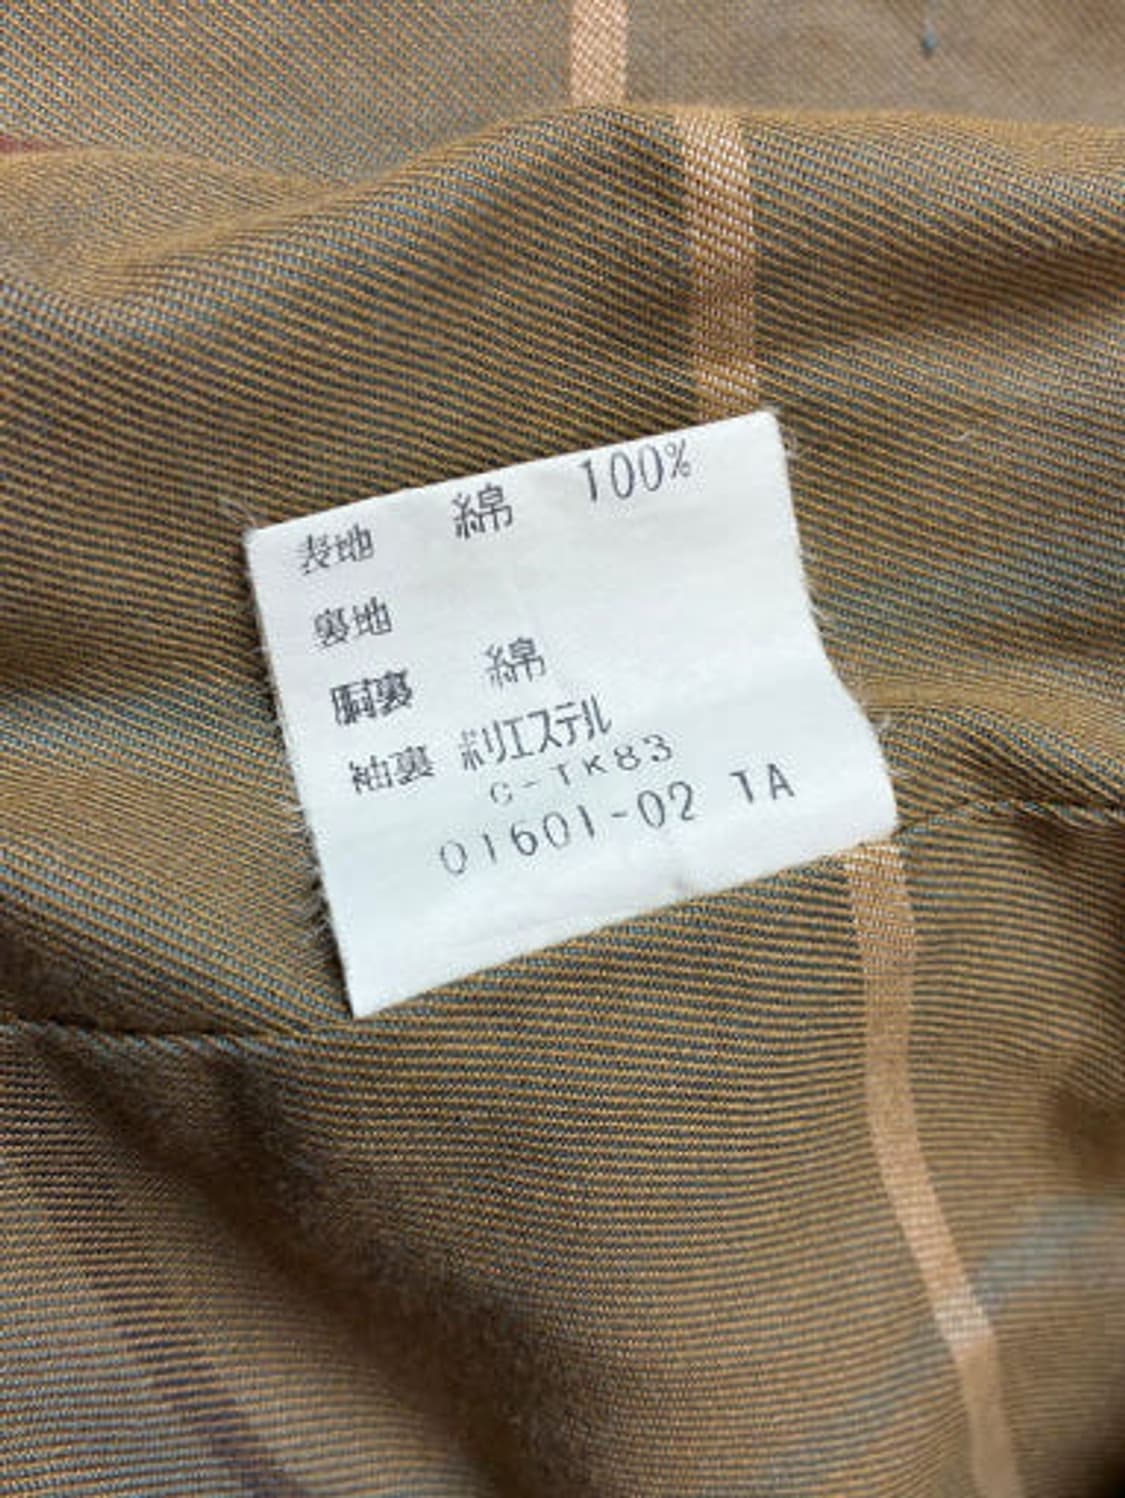 表地 綿 100%
裏地
胴裏 綿
袖裏 ポリエステル
C-TK83
01601-02 TA